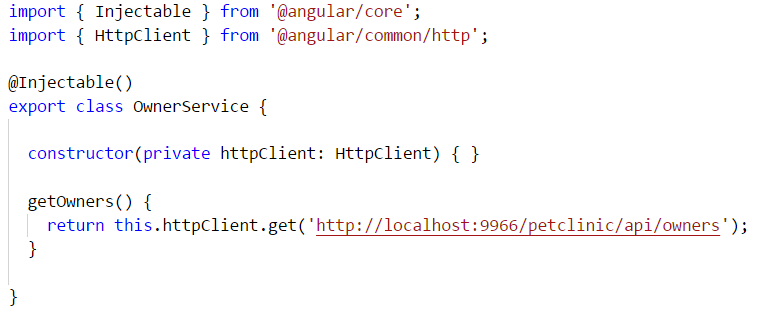 import { Injectable } from '@angular/core';
import { HttpClient } from '@angular/common/http';
@Injectable()
export class OwnerService {
constructor(private httpClient: HttpClient) { }
getOwners() {
return this.httpClient.get('http://localhost:9966/petclinic/api/owners');
}
}